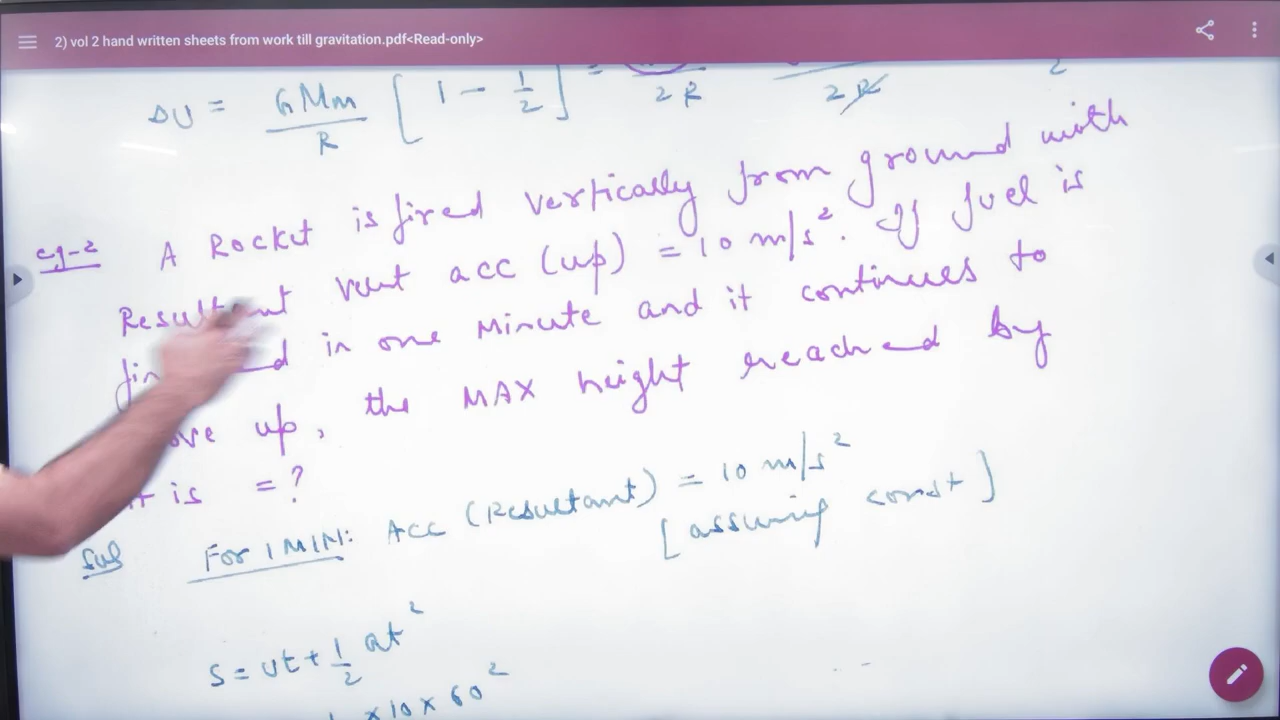 2) vol 2 hand written sheets from work till gravitation.pdf<Read-only>
ΔU = GMm/R [1 - 1/2] = 2R 2R 2
eg-2 A Rocket is fired vertically from ground with
Resultant vert acc (up) = 10 m/s². If fuel is
in one Minute and it continues to
up, the MAX height reached by
it is = ?
Sol For 1 MIN: Acc (Resultant) = 10 m/s²
[assuming const]
S = ut + 1/2 at²
x 10 x 60²